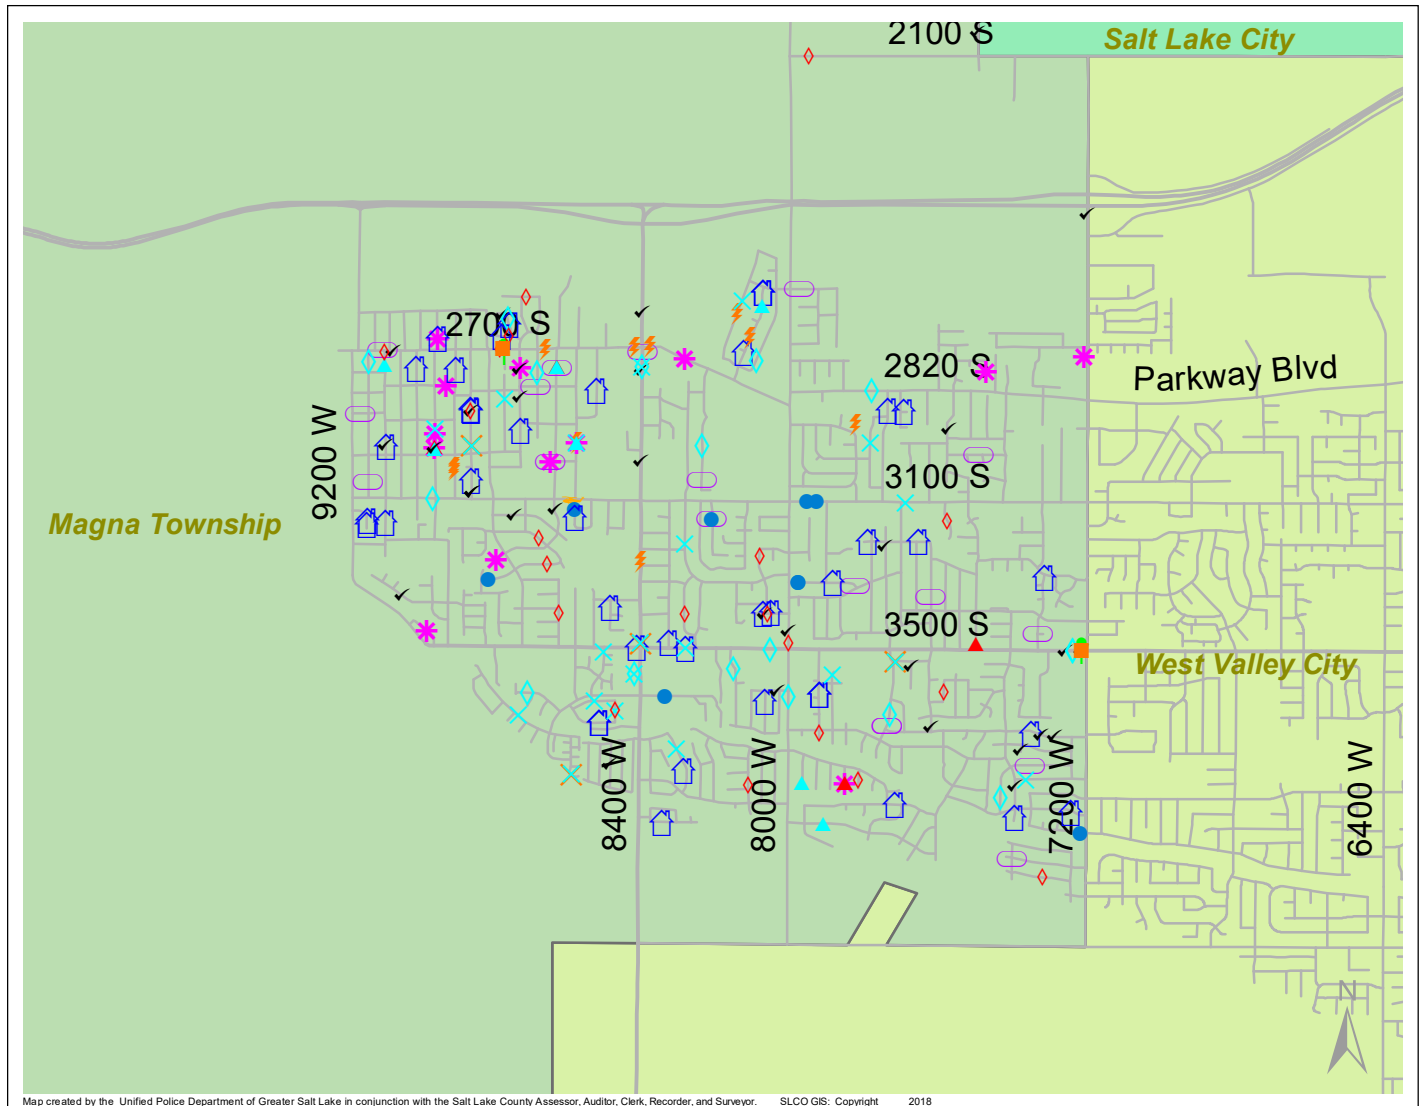 2100 S
Salt Lake City
2700 S
2820 S
Parkway Blvd
9200 W
3100 S
Magna Township
3500 S
West Valley City
8400 W
8000 W
7200 W
6400 W
N
Map created by the Unified Police Department of Greater Salt Lake in conjunction with the Salt Lake County Assessor, Auditor, Clerk, Recorder, and Surveyor. SLCO GIS: Copyright 2018